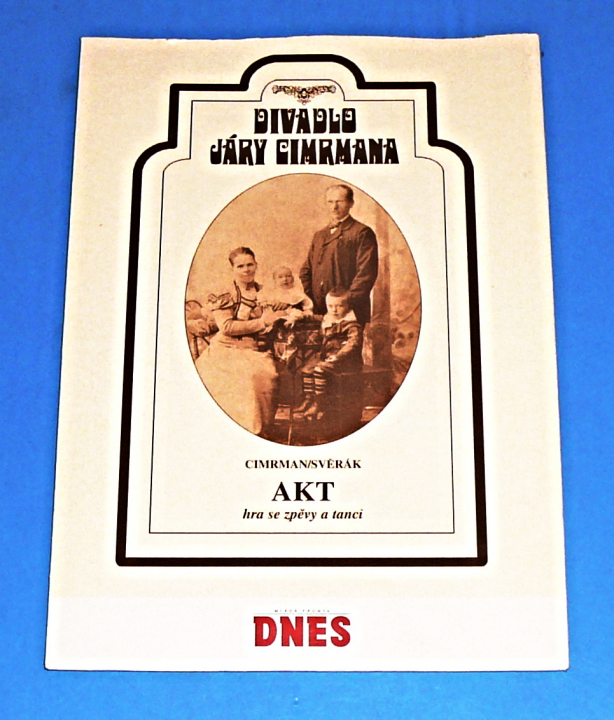 DIVADLO
JÁRY CIMRMANA
CIMRMAN/SVĚRÁK
AKT
hra se zpěvy a tanci
DNES